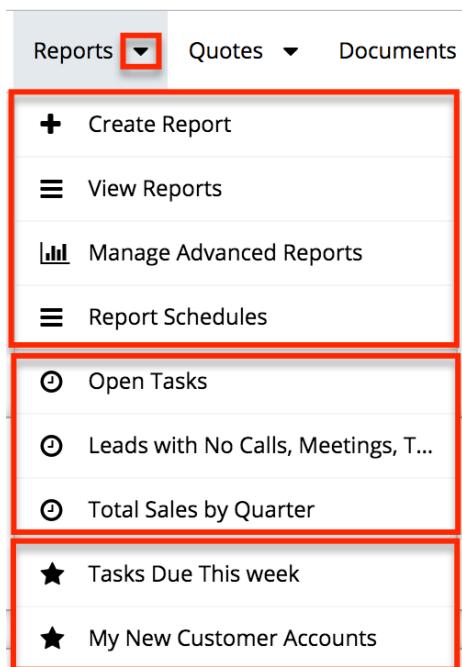 Reports Quotes Documents
Create Report
View Reports
Manage Advanced Reports
Report Schedules
Open Tasks
Leads with No Calls, Meetings, T...
Total Sales by Quarter
Tasks Due This week
My New Customer Accounts